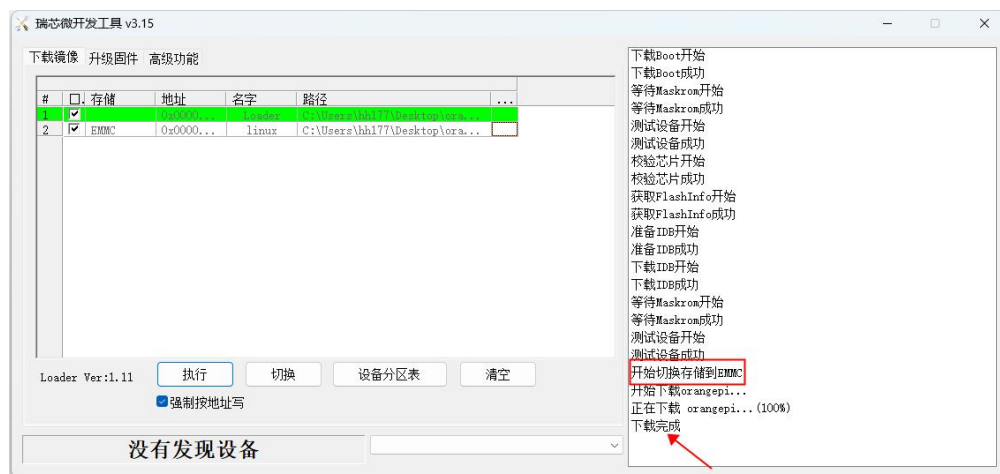 瑞芯微开发工具 v3.15
下载镜像 升级固件 高级功能
# 存储 地址 名字 路径 ...
1 0x0000... Loader C:\Users\hh177\Desktop\ora...
2 EMMC 0x0000... linux C:\Users\hh177\Desktop\ora...
Loader Ver:1.11 执行 切换 设备分区表 清空
强制按地址写
没有发现设备
下载Boot开始
下载Boot成功
等待Maskrom开始
等待Maskrom成功
测试设备开始
测试设备成功
校验芯片开始
校验芯片成功
获取FlashInfo开始
获取FlashInfo成功
准备IDB开始
准备IDB成功
下载IDB开始
下载IDB成功
等待Maskrom开始
等待Maskrom成功
测试设备开始
测试设备成功
开始切换存储到EMMC
开始下载orangepi...
正在下载 orangepi...(100%)
下载完成